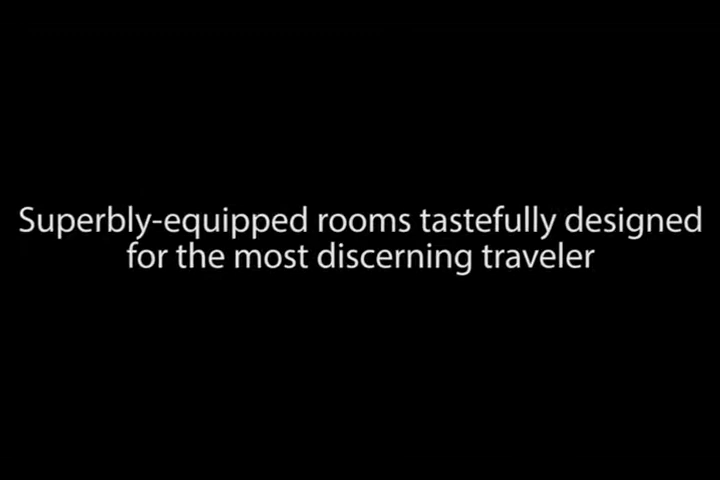 Superbly-equipped rooms tastefully designed
for the most discerning traveler